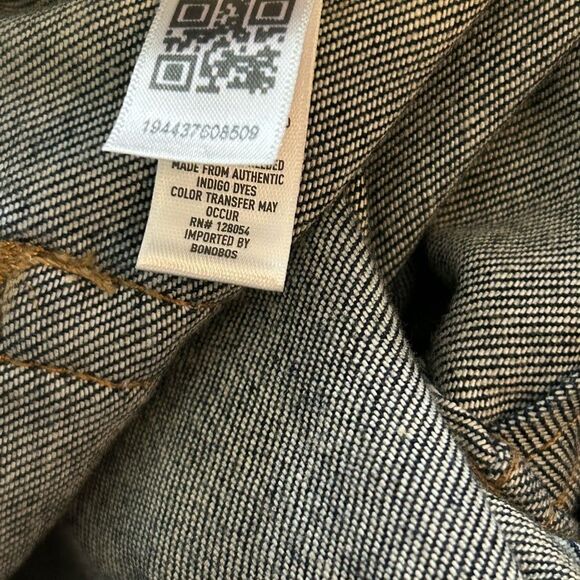 194437608509
MADE FROM AUTHENTIC
INDIGO DYES
COLOR TRANSFER MAY
OCCUR
RN# 128054
IMPORTED BY
BONOBOS